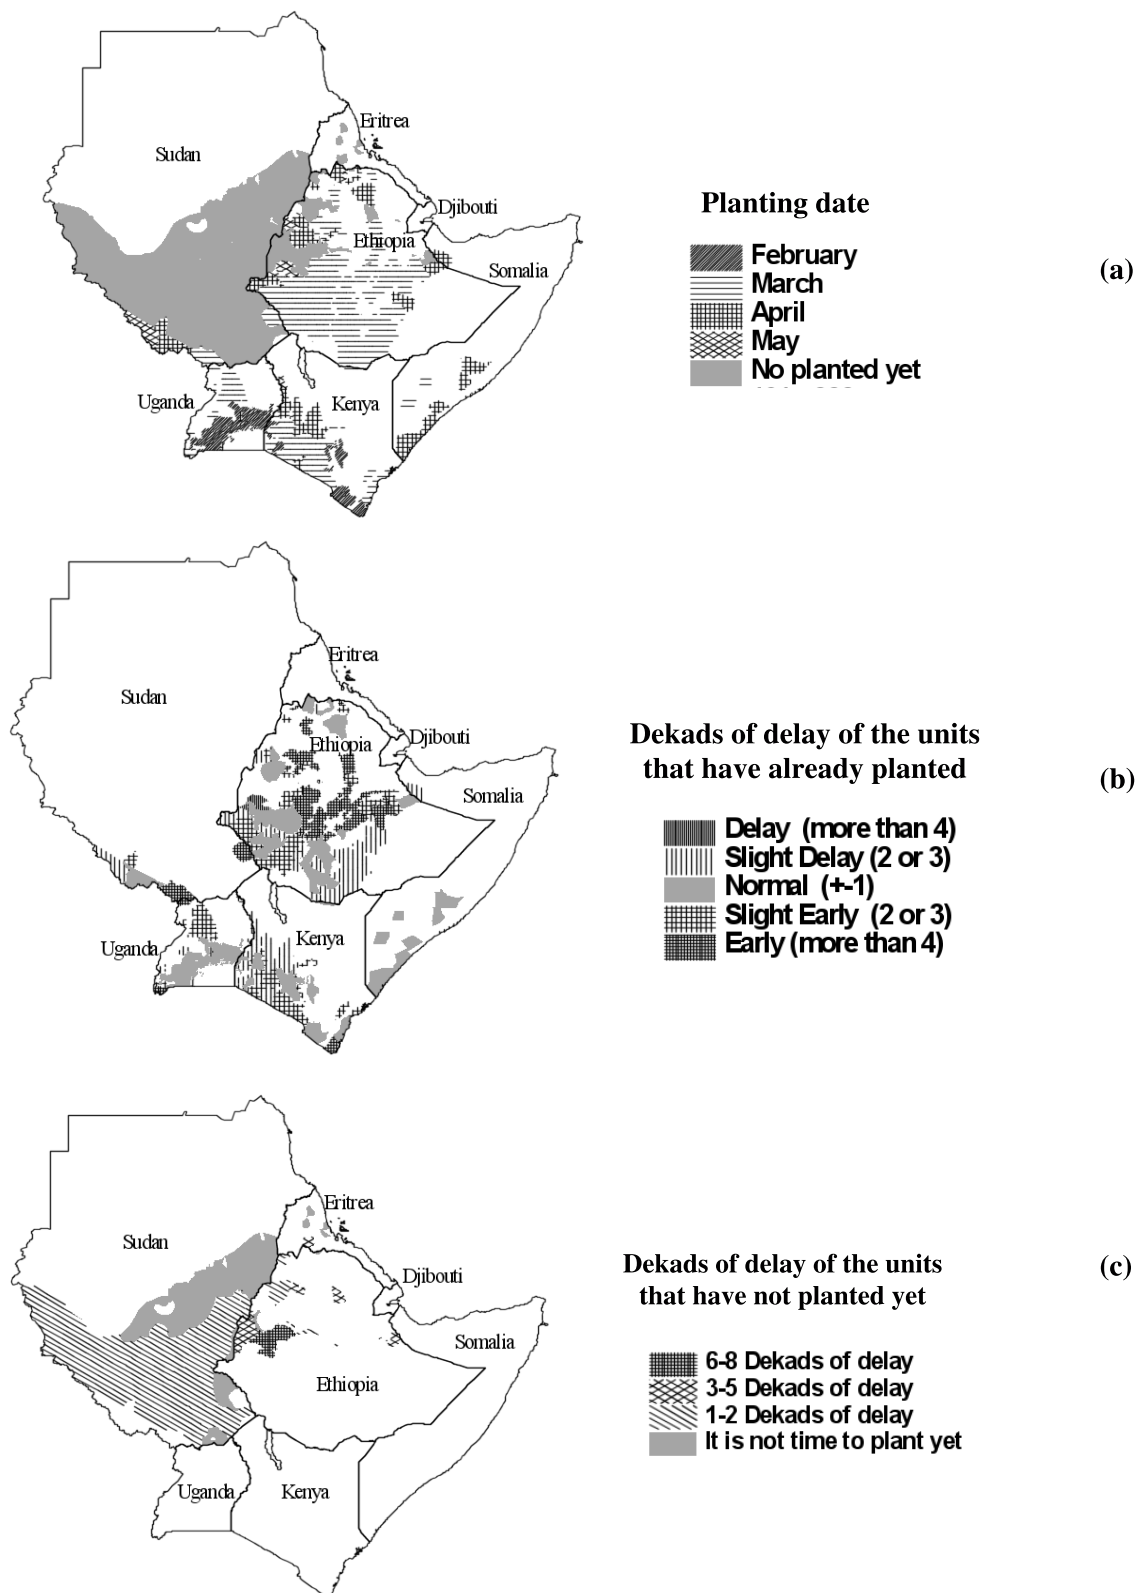 Eritrea
Sudan
Djibouti
Ethiopia
Somalia
Uganda
Kenya
Planting date
February
March
April
May
No planted yet
(a)
Eritrea
Sudan
Djibouti
Ethiopia
Somalia
Uganda
Kenya
Dekads of delay of the units
that have already planted
Delay (more than 4)
Slight Delay (2 or 3)
Normal (+-1)
Slight Early (2 or 3)
Early (more than 4)
(b)
Eritrea
Sudan
Djibouti
Somalia
Ethiopia
Uganda
Kenya
Dekads of delay of the units
that have not planted yet
6-8 Dekads of delay
3-5 Dekads of delay
1-2 Dekads of delay
It is not time to plant yet
(c)